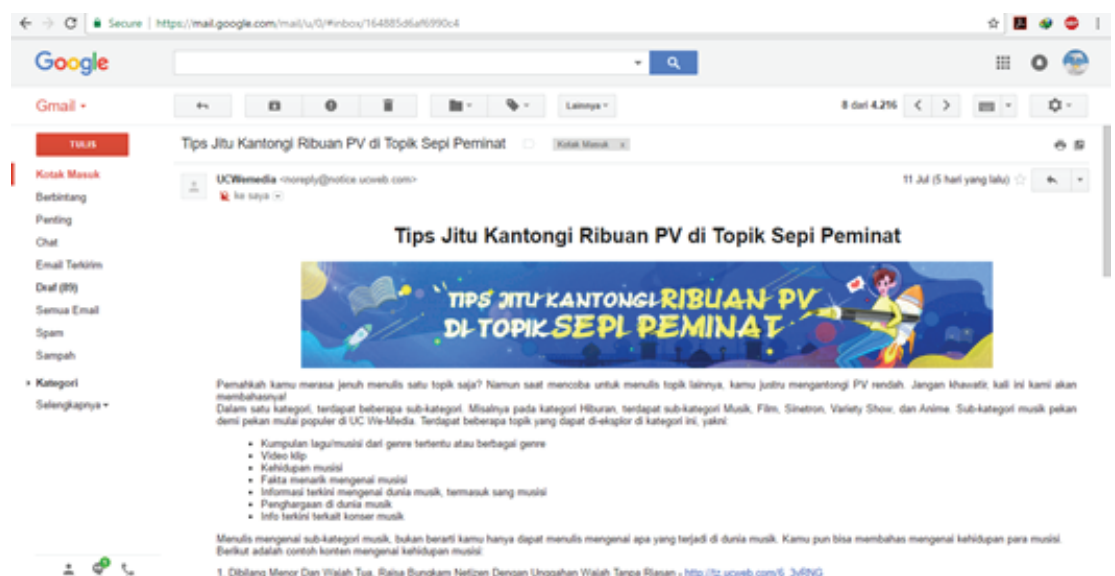 Secure | https://mail.google.com/mail/u/0/#inbox/164885d6af6990c4
Google
Gmail
Lainnya
8 dari 4.216
TULIS
Tips Jitu Kantongi Ribuan PV di Topik Sepi Peminat
Kotak Masuk x
Kotak Masuk
Berbintang
Penting
Chat
Email Terkirim
Draf (89)
Semua Email
Spam
Sampah
Kategori
Selengkapnya
UCWemedia <noreply@notice.ucweb.com>
11 Jul (5 hari yang lalu)
ke saya
Tips Jitu Kantongi Ribuan PV di Topik Sepi Peminat
TIPS JITU KANTONGI RIBUAN PV
DI TOPIK SEPI PEMINAT
Pernahkah kamu merasa jenuh menulis satu topik saja? Namun saat mencoba untuk menulis topik lainnya, kamu justru mengantongi PV rendah. Jangan khawatir, kali ini kami akan
membahasnya!
Dalam satu kategori, terdapat beberapa sub-kategori. Misalnya pada kategori Hiburan, terdapat sub-kategori Musik, Film, Sinetron, Variety Show, dan Anime. Sub-kategori musik pekan
demi pekan mulai populer di UC We-Media. Terdapat beberapa topik yang dapat di-eksplor di kategori ini, yakni:
• Kumpulan lagu/musisi dari genre tertentu atau berbagai genre
• Video klip
• Kehidupan musisi
• Fakta menarik mengenai musisi
• Informasi terkini mengenai dunia musik, termasuk sang musisi
• Penghargaan di dunia musik
• Info terkini terkait konser musik
Menulis mengenai sub-kategori musik, bukan berarti kamu hanya dapat menulis mengenai apa yang terjadi di dunia musik. Kamu pun bisa membahas mengenai kehidupan para musisi.
Berikut adalah contoh konten mengenai kehidupan musisi:
1. Dibilang Menor Dan Wajah Tua, Raisa Bungkam Netizen Dengan Unggahan Wajah Tanpa Riasan - http://tz.ucweb.com/6_3vRNG